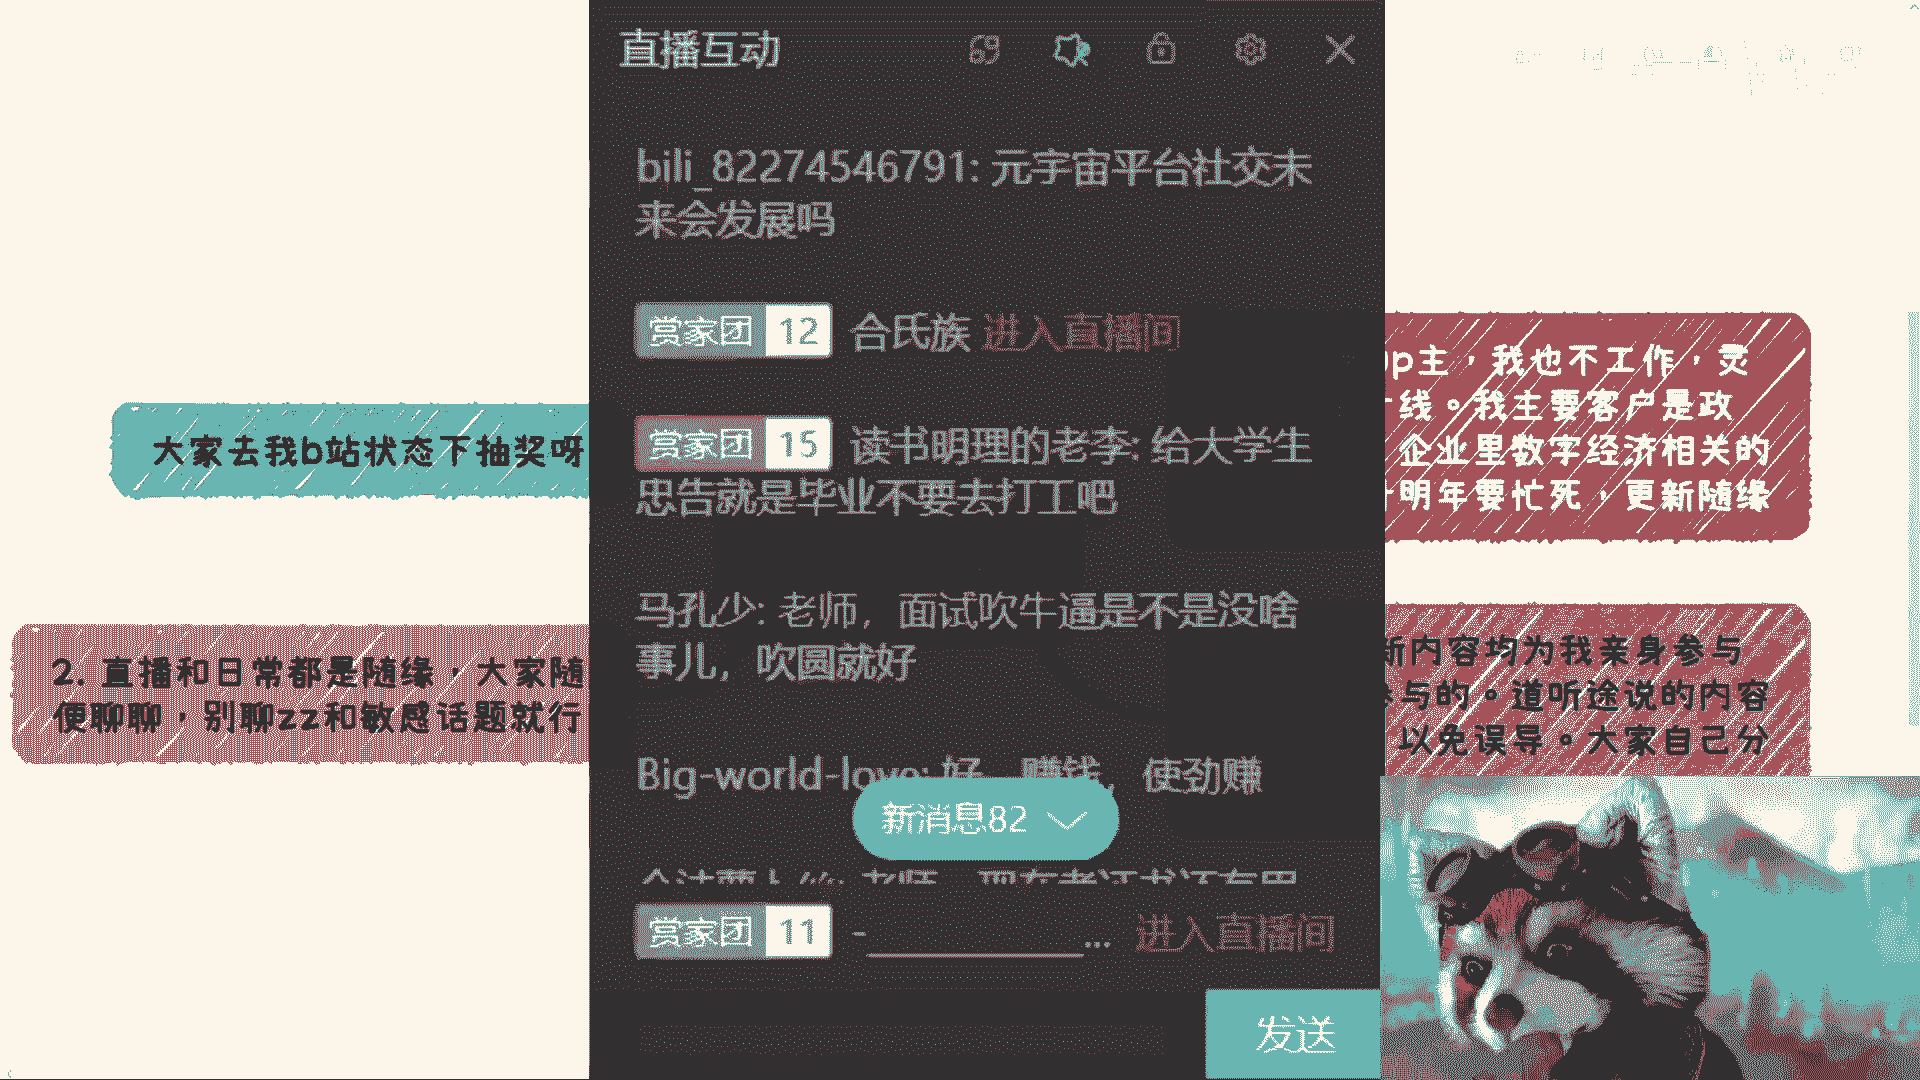 直播互动
bili_82274546791: 元宇宙平台社交未
来会发展吗
赏家团 12 合氏族 进入直播间
赏家团 15 读书明理的老李: 给大学生
忠告就是毕业不要去打工吧
马孔少: 老师，面试吹牛逼是不是没啥
事儿，吹圆就好
Big-world-love: 好，赚钱，使劲赚
新消息82
赏家团 11 -___________... 进入直播间
发送
大家去我b站状态下抽奖呀
2. 直播和日常都是随缘，大家随
便聊聊，别聊zz和敏感话题就行
up主，我也不工作，灵
线。我主要客户是政
企业里数字经济相关的
明年要忙死，更新随缘
新内容均为我亲身参与
参与的。道听途说的内容
以免误导。大家自己分